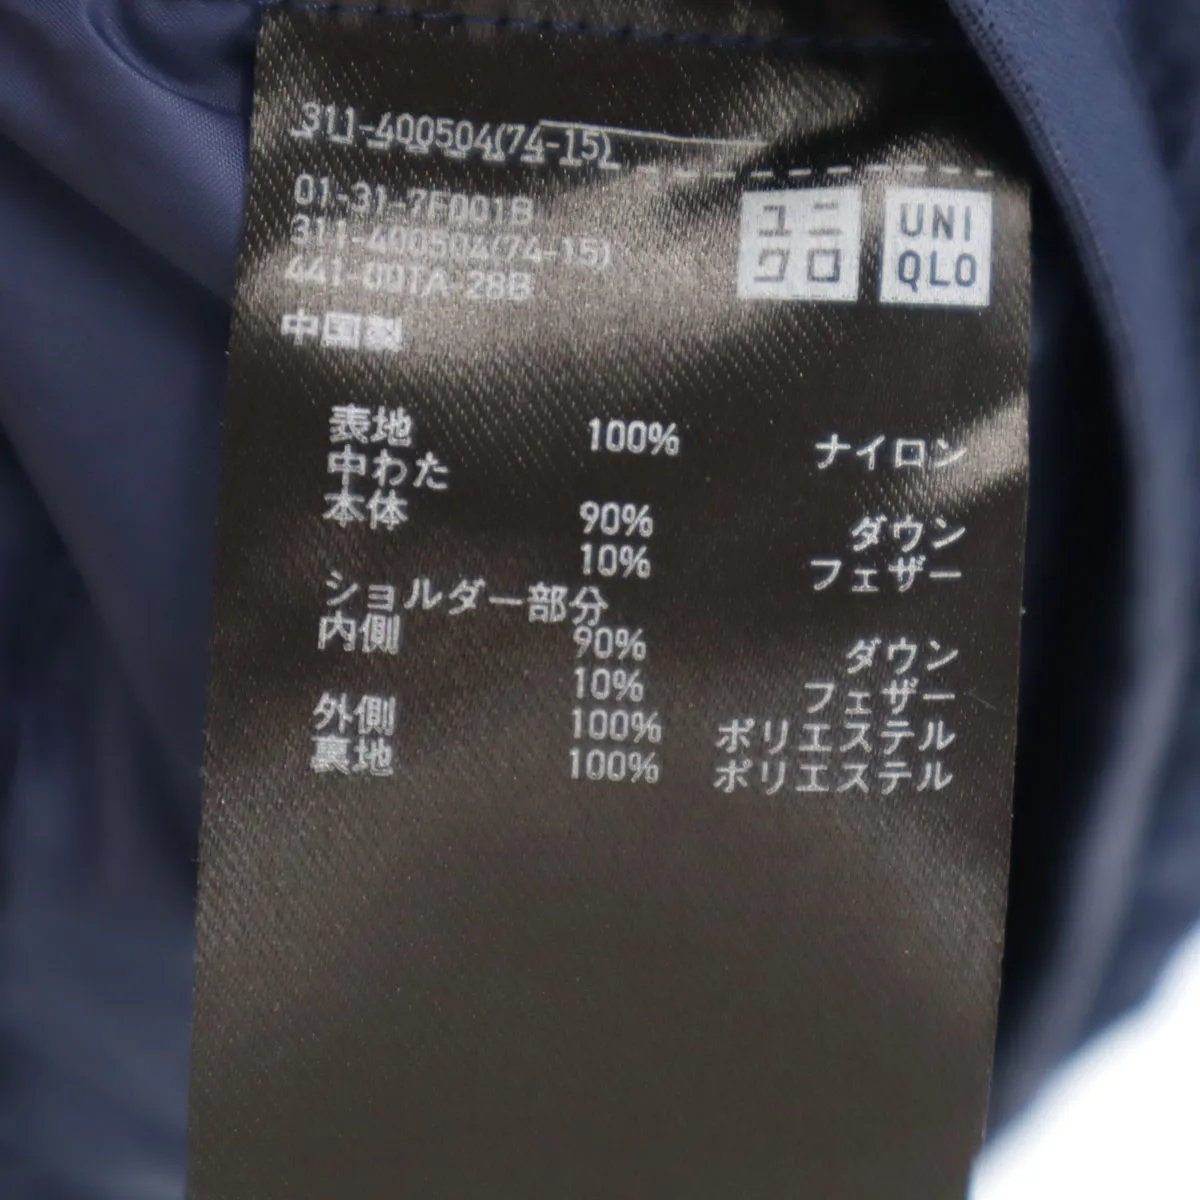 311-400504(74-15)
01-31-7F001B
311-400504(74-15)
441-001A-28B
中国製
ユニ
クロ
UNI
QLO
表地 100% ナイロン
中わた
本体 90% ダウン
10% フェザー
ショルダー部分
内側 90% ダウン
10% フェザー
外側 100% ポリエステル
裏地 100% ポリエステル